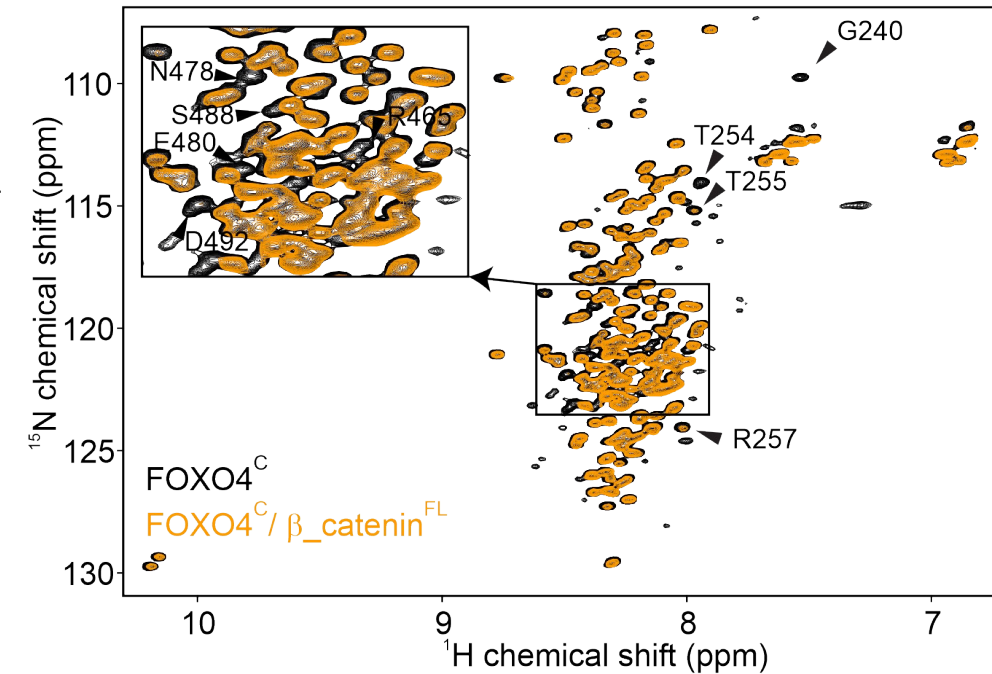 G240
N478
S488
R465
E480
D492
T254
T255
R257
110
115
120
125
130
15N chemical shift (ppm)
FOXO4C
FOXO4C/ β_cateninFL
10
9
8
7
1H chemical shift (ppm)